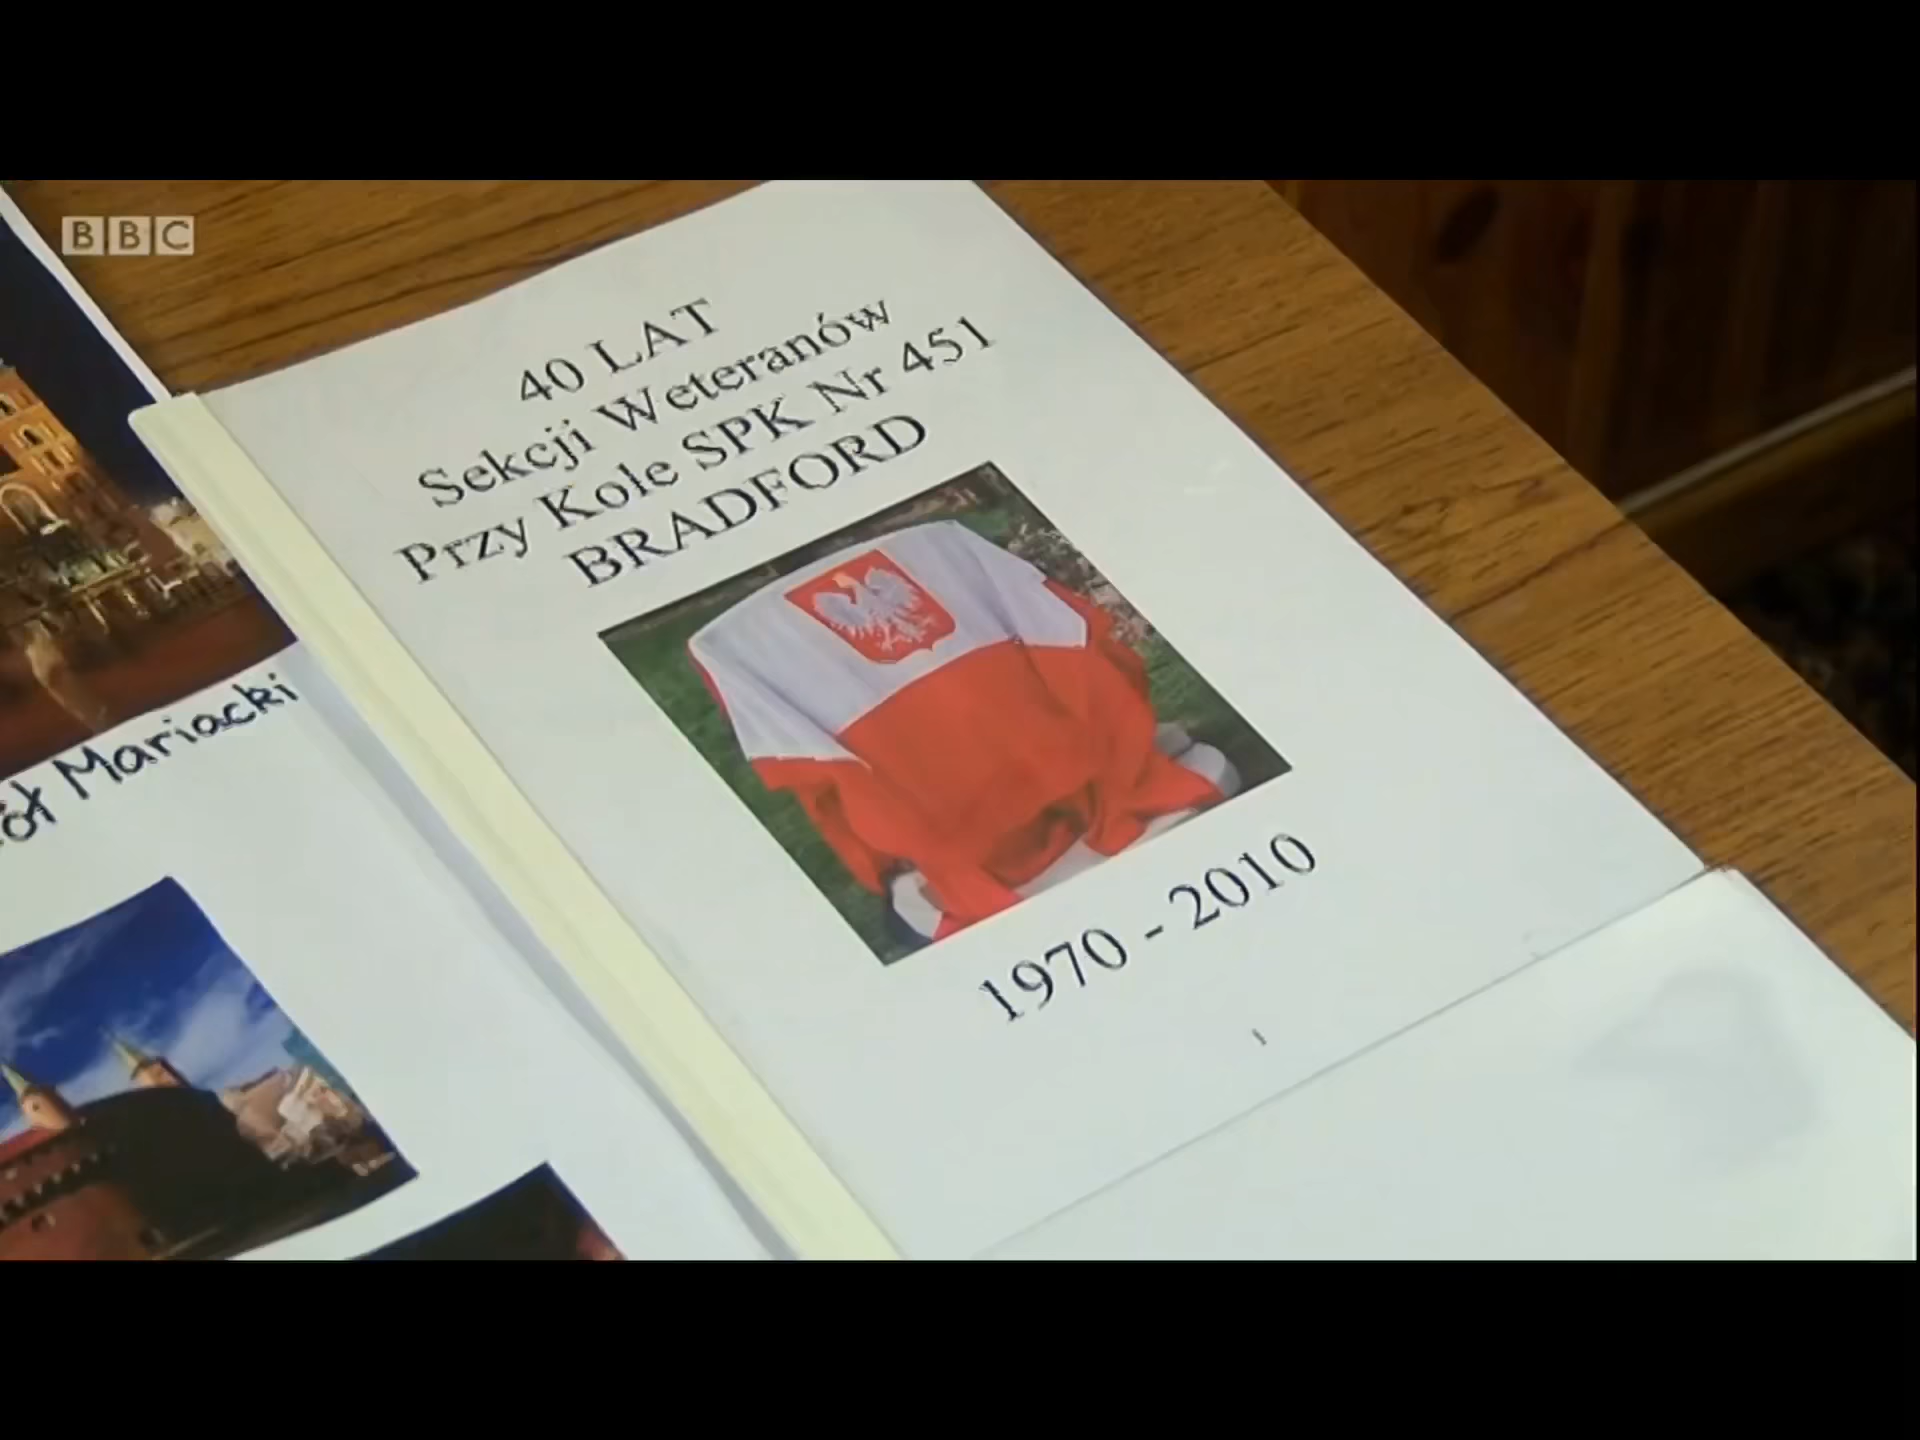 BBC
40 LAT
Sekcji Weteranów
Przy Kole SPK Nr 451
BRADFORD
1970 - 2010
Mariacki